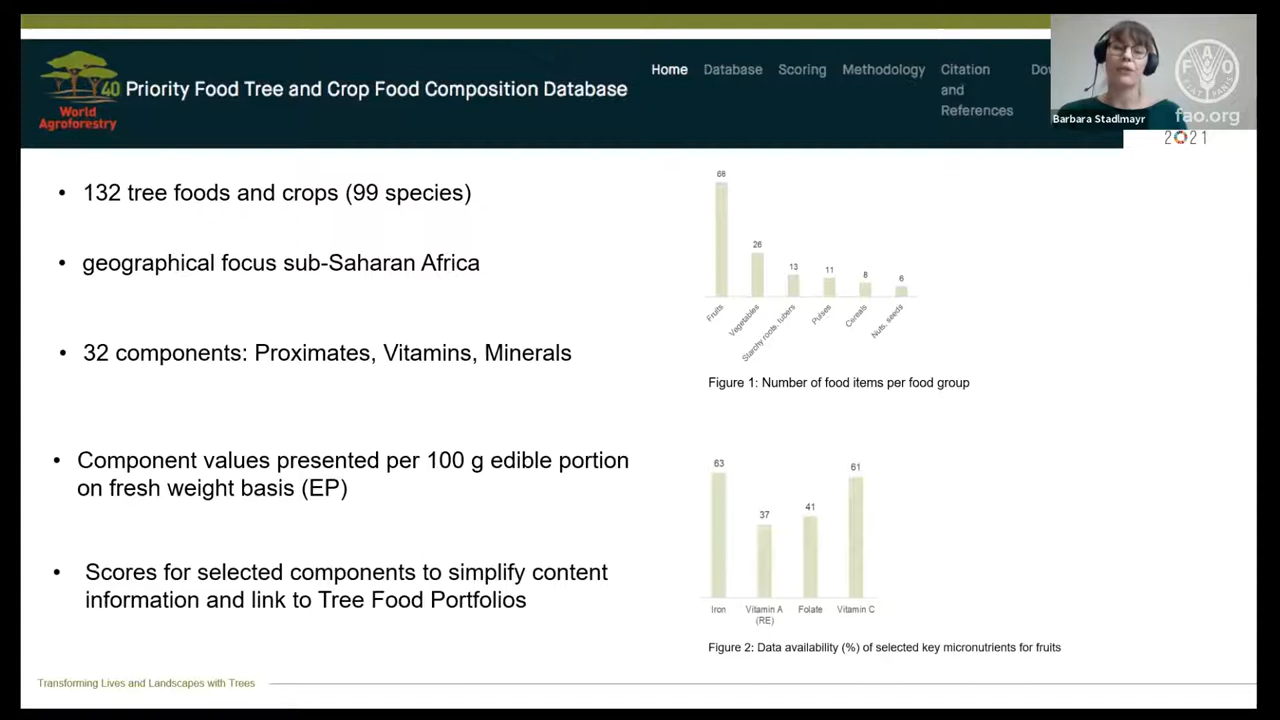 40
World
Agroforestry
Priority Food Tree and Crop Food Composition Database
Home
Database
Scoring
Methodology
Citation
and
References
Dou
FAO
FIAT PANIS
fao.org
Barbara Stadlmayr
2021
• 132 tree foods and crops (99 species)
• geographical focus sub-Saharan Africa
• 32 components: Proximates, Vitamins, Minerals
• Component values presented per 100 g edible portion
on fresh weight basis (EP)
• Scores for selected components to simplify content
information and link to Tree Food Portfolios
68
26
13
11
8
6
Fruits
Vegetables
Starchy roots, tubers
Pulses
Cereals
Nuts, seeds
Figure 1: Number of food items per food group
63
37
41
61
Iron
Vitamin A
(RE)
Folate
Vitamin C
Figure 2: Data availability (%) of selected key micronutrients for fruits
Transforming Lives and Landscapes with Trees